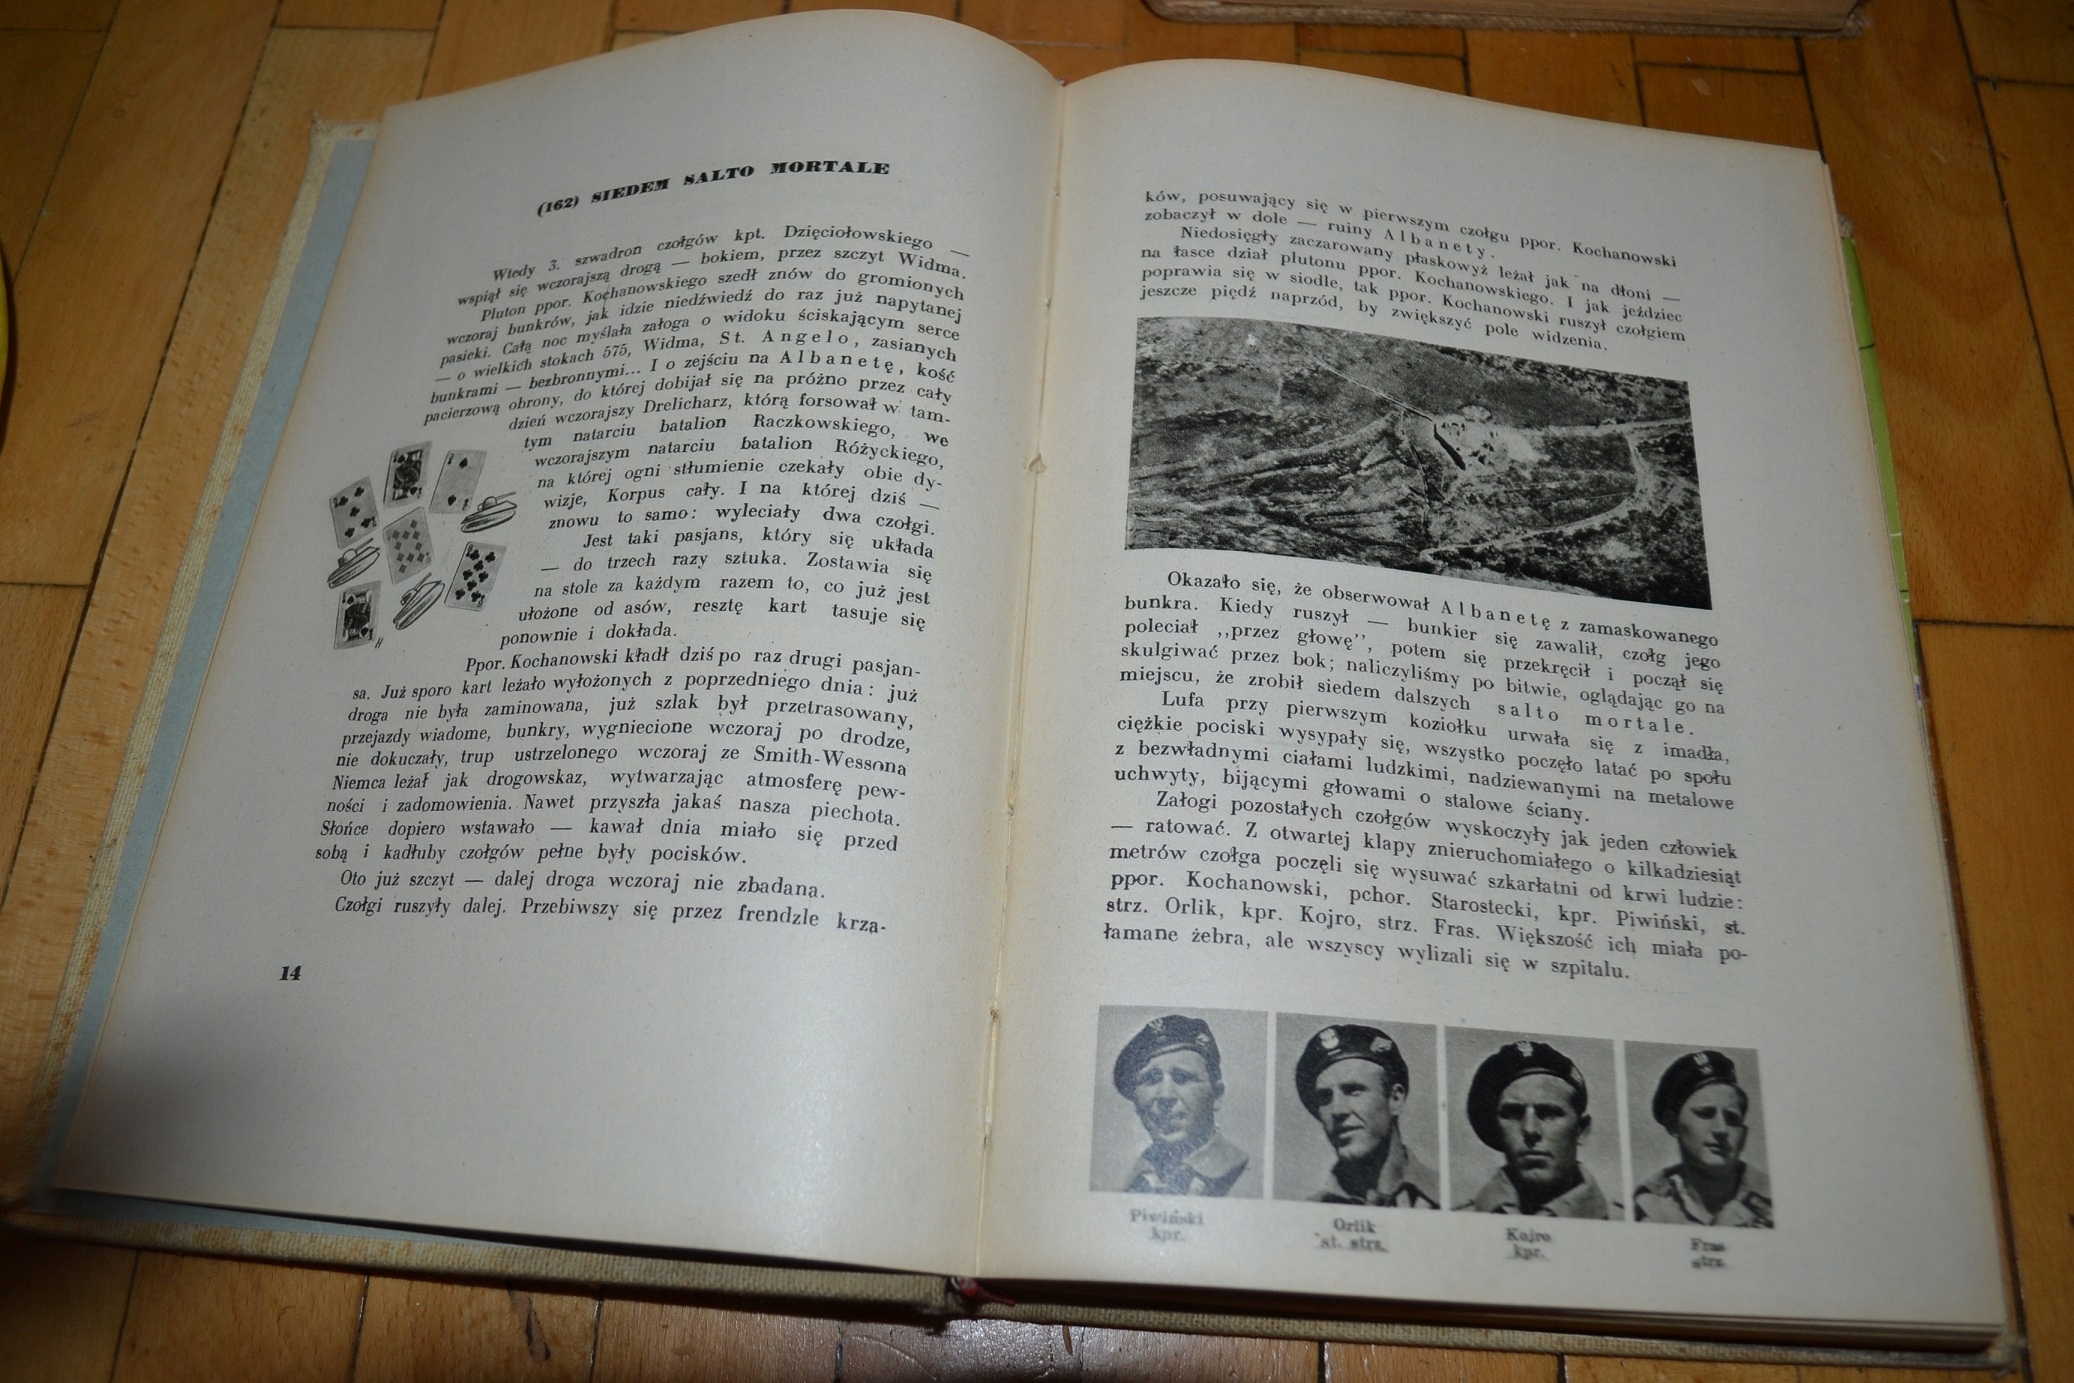 (162) SIEDEM SALTO MORTALE
Wtedy 3. szwadron czołgów kpt. Dzięciołowskiego —
wspiął się wczorajszą drogą — bokiem, przez szczyt Widma.
Pluton ppor. Kochanowskiego szedł znów do gromionych
wczoraj bunkrów, jak idzie niedźwiedź do raz już napytanej
pasieki. Całą noc myślała załoga o widoku ściskającym serce
— o wielkich stokach 575, Widma, St. Angelo, zasianych
bunkrami — bezbronnymi... I o zejściu na Albanetę, kość
pacierzową obrony, do której dobijał się na próżno przez cały
dzień wczorajszy Drelicharz, którą forsował w tam-
tym natarciu batalion Raczkowskiego, we
wczorajszym natarciu batalion Różyckiego,
na której ogni stłumienie czekały obie dy-
wizje, Korpus cały. I na której dziś —
znowu to samo: wyleciały dwa czołgi.
Jest taki pasjans, który się układa
— do trzech razy sztuka. Zostawia się
na stole za każdym razem to, co już jest
ułożone od asów, resztę kart tasuje się
ponownie i dokłada.
Ppor. Kochanowski kładł dziś po raz drugi pasjan-
sa. Już sporo kart leżało wyłożonych z poprzedniego dnia: już
droga nie była zaminowana, już szlak był przetrasowany,
przejazdy wiadome, bunkry, wygniecione wczoraj po drodze,
nie dokuczały, trup ustrzelonego wczoraj ze Smith-Wessona
Niemca leżał jak drogowskaz, wytwarzając atmosferę pew-
ności i zadomowienia. Nawet przyszła jakaś nasza piechota.
Słońce dopiero wstawało — kawał dnia miało się przed
sobą i kadłuby czołgów pełne były pocisków.
Oto już szczyt — dalej droga wczoraj nie zbadana.
Czołgi ruszyły dalej. Przebiwszy się przez frendzle krza-
14
ków, posuwający się w pierwszym czołgu ppor. Kochanowski
zobaczył w dole — ruiny Albanety.
Niedosięgły zaczarowany płaskowyż leżał jak na dłoni —
na łasce dział plutonu ppor. Kochanowskiego. I jak jeździec
poprawia się w siodle, tak ppor. Kochanowski ruszył czołgiem
jeszcze piędź naprzód, by zwiększyć pole widzenia.
Okazało się, że obserwował Albanetę z zamaskowanego
bunkra. Kiedy ruszył — bunkier się zawalił, czołg jego
poleciał ,,przez głowę'', potem się przekręcił i począł się
skulgiwać przez bok; naliczyliśmy po bitwie, oglądając go na
miejscu, że zrobił siedem dalszych salto mortale.
Lufa przy pierwszym koziołku urwała się z imadła,
ciężkie pociski wysypały się, wszystko poczęło latać po społu
z bezwładnymi ciałami ludzkimi, nadziewanymi na metalowe
uchwyty, bijącymi głowami o stalowe ściany.
Załogi pozostałych czołgów wyskoczyły jak jeden człowiek
— ratować. Z otwartej klapy znieruchomiałego o kilkadziesiąt
metrów czołga poczęli się wysuwać szkarłatni od krwi ludzie:
ppor. Kochanowski, pchor. Starostecki, kpr. Piwiński, st.
strz. Orlik, kpr. Kojro, strz. Fras. Większość ich miała po-
łamane żebra, ale wszyscy wylizali się w szpitalu.
Piwiński
kpr.
Orlik
st. strz.
Kojro
kpr.
Fras
strz.